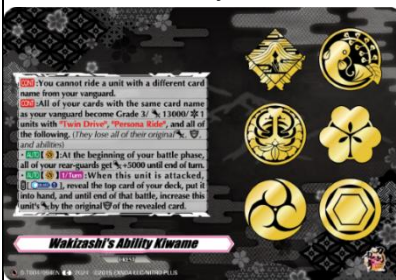 CONT:You cannot ride a unit with a different card
name from your vanguard.
CONT:All of your cards with the same card name
as your vanguard become Grade 3/ 13000/ 1
units with "Twin Drive", "Persona Ride", and all of
the following. (They lose all of their original , ,
and abilities)
・AUTO【 】:At the beginning of your battle phase,
all of your rear-guards get +5000 until end of turn.
・AUTO【 】1/Turn:When this unit is attacked,
[ ], reveal the top card of your deck, put it
into hand, and until end of that battle, increase this
unit's by the original of the revealed card.
Wakizashi's Ability Kiwame